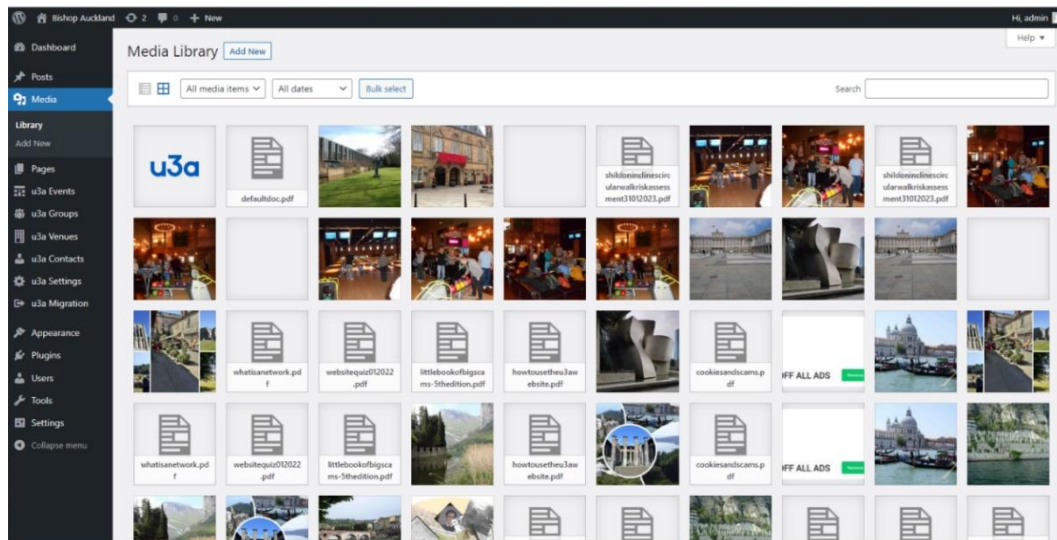 Bishop Auckland 2 0 + New
Hi, admin
Help ▼
Dashboard
Posts
Media
Library
Add New
Pages
u3a Events
u3a Groups
u3a Venues
u3a Contacts
u3a Settings
u3a Migration
Appearance
Plugins
Users
Tools
Settings
Collapse menu
Media Library Add New
All media items All dates Bulk select Search
u3a
defaultdoc.pdf
shildoninclinescirc
ularwalkriskassess
ment31012023.pdf
shildoninclinescirc
ularwalkriskassess
ment31012023.pdf
whatisanetwork.pd
f
websitequiz012022
.pdf
littlebookofbigsca
ms-5thedition.pdf
howtousetheu3aw
ebsite.pdf
cookiesandscams.p
df
OFF ALL ADS
whatisanetwork.pd
f
websitequiz012022
.pdf
littlebookofbigsca
ms-5thedition.pdf
howtousetheu3aw
ebsite.pdf
cookiesandscams.p
df
OFF ALL ADS